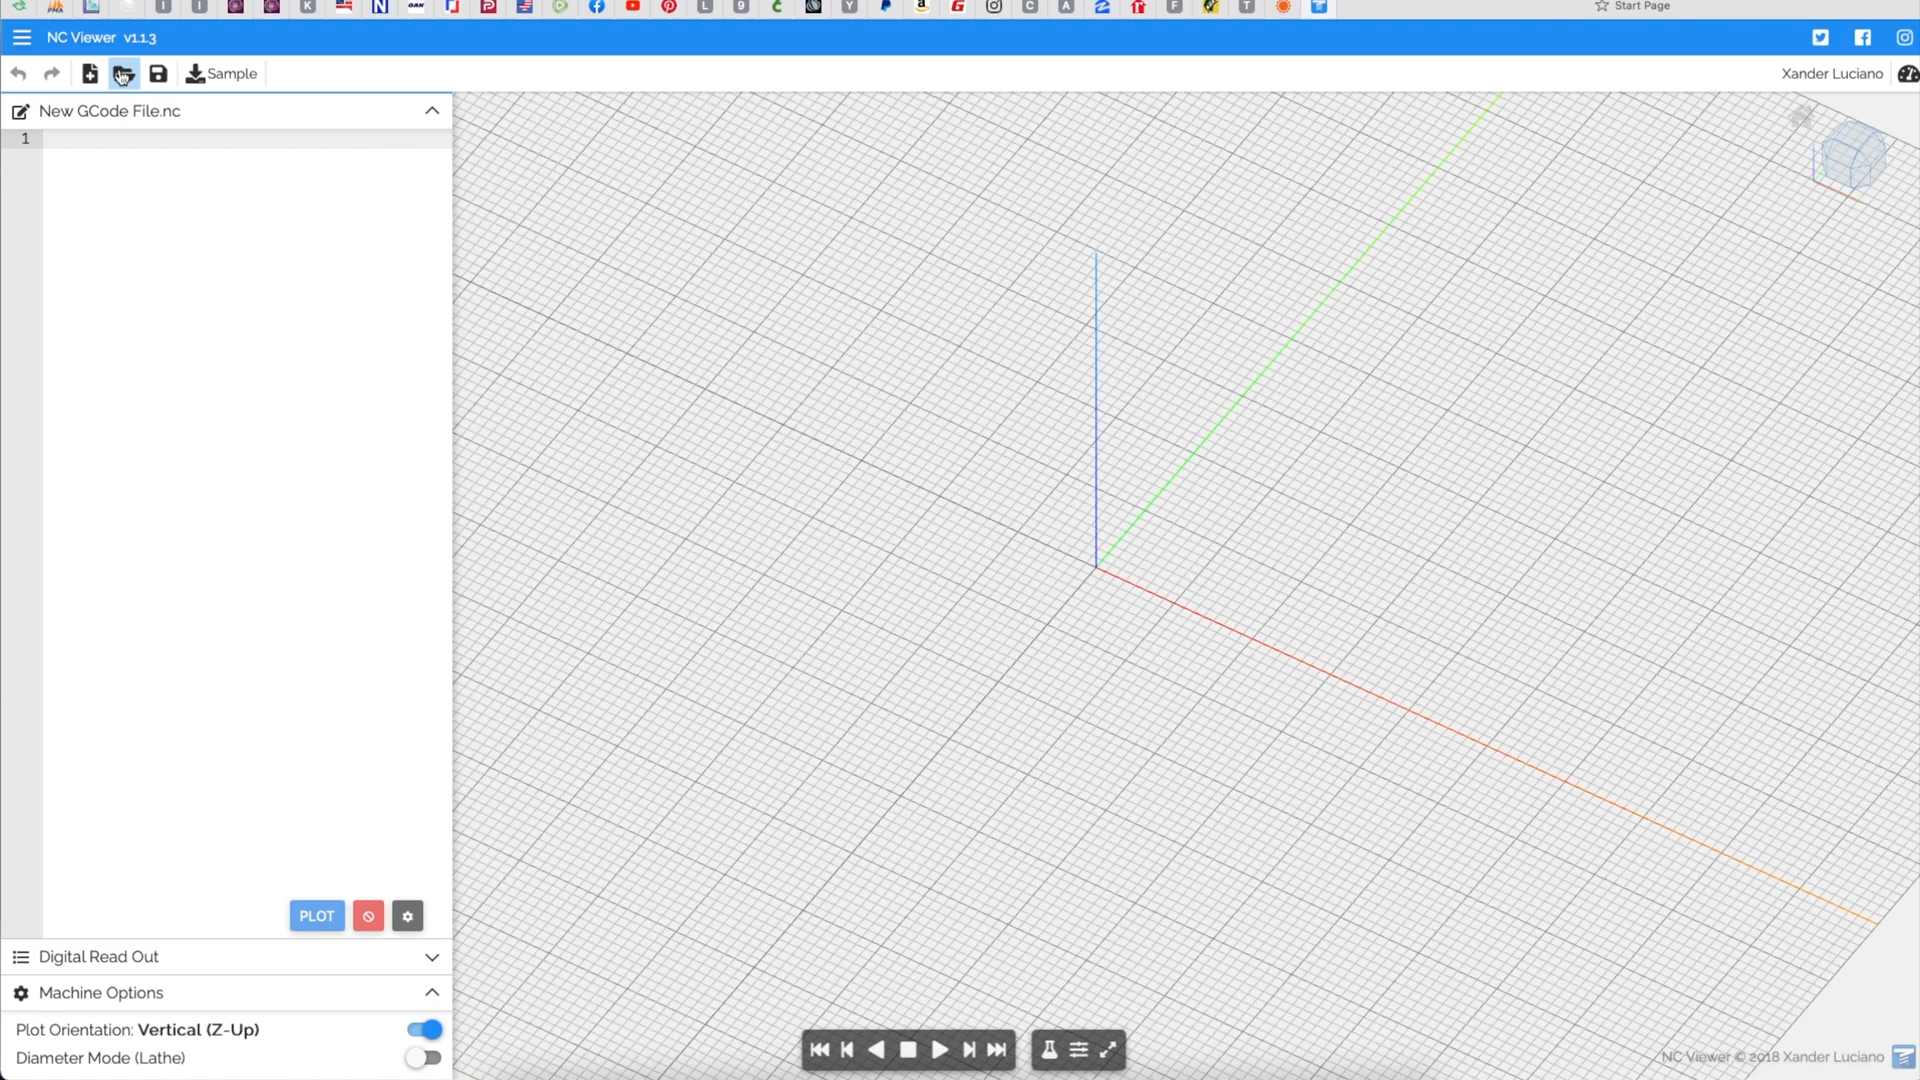 Start Page
NC Viewer v1.1.3
Sample
Xander Luciano
New GCode File.nc
1
PLOT
Digital Read Out
Machine Options
Plot Orientation: Vertical (Z-Up)
Diameter Mode (Lathe)
NC Viewer © 2018 Xander Luciano